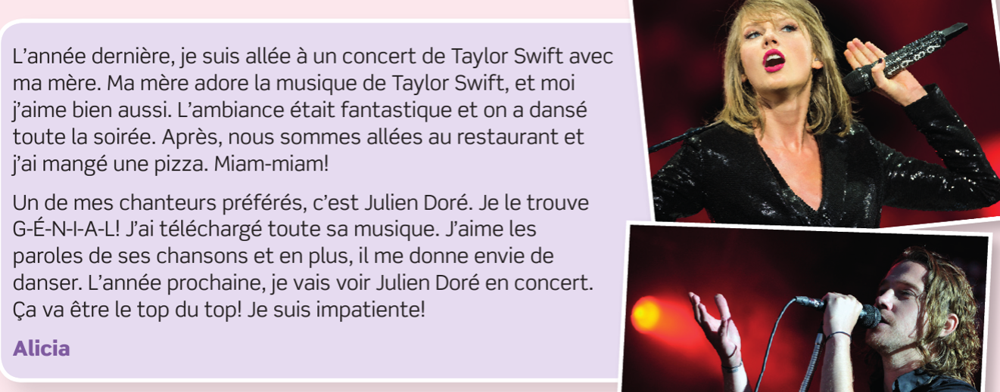 L'année dernière, je suis allée à un concert de Taylor Swift avec
ma mère. Ma mère adore la musique de Taylor Swift, et moi
j'aime bien aussi. L'ambiance était fantastique et on a dansé
toute la soirée. Après, nous sommes allées au restaurant et
j'ai mangé une pizza. Miam-miam!
Un de mes chanteurs préférés, c'est Julien Doré. Je le trouve
G-É-N-I-A-L! J'ai téléchargé toute sa musique. J'aime les
paroles de ses chansons et en plus, il me donne envie de
danser. L'année prochaine, je vais voir Julien Doré en concert.
Ça va être le top du top! Je suis impatiente!
Alicia